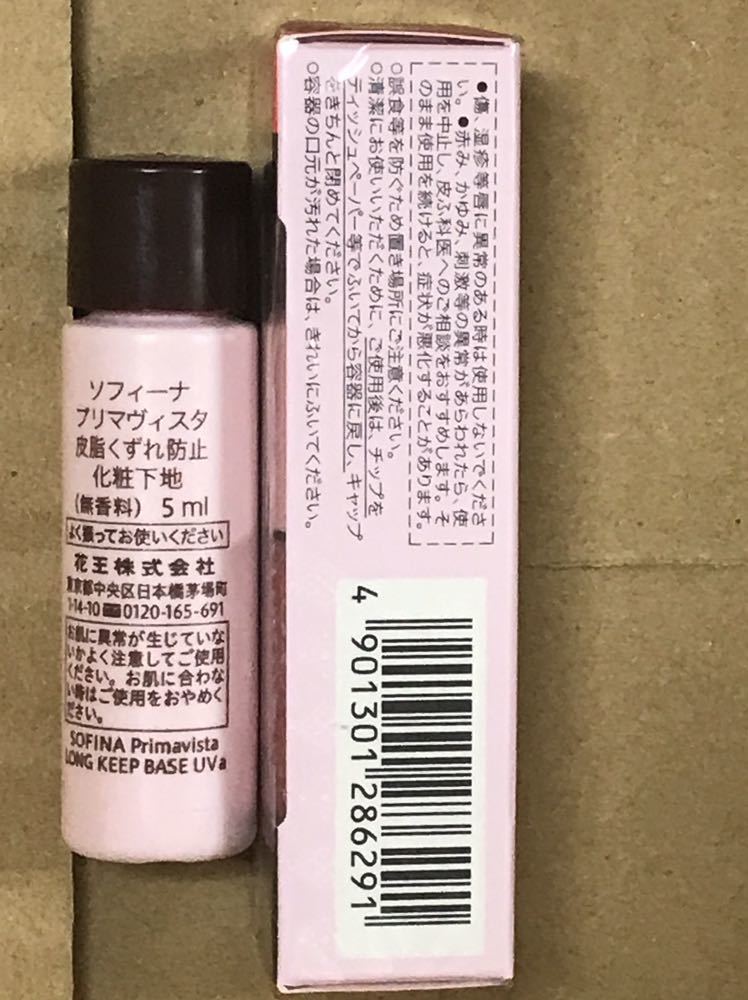 ソフィーナ
プリマヴィスタ
皮脂くずれ防止
化粧下地
(無香料) 5 ml
よく振ってお使いください
花王株式会社
東京都中央区日本橋茅場町
1-14-10 0120-165-691
お肌に異常が生じていな
いかよく注意してご使用
ください。お肌に合わな
い時はご使用をおやめく
ださい。
SOFINA Primavista
LONG KEEP BASE UVa
●傷、湿疹等唇に異常のある時は使用しないでくださ
い。●赤み、かゆみ、刺激等の異常があらわれたら、使
用を中止し、皮ふ科医へのご相談をおすすめします。そ
のまま使用を続けると、症状が悪化することがあります。
○誤食等を防ぐため置き場所にご注意ください。
○清潔にお使いいただくために、ご使用後は、チップを
ティッシュペーパー等でふいてから容器に戻し、キャップ
をきちんと閉めてください。
○容器の口元が汚れた場合は、きれいにふいてください。
4 901301 286291